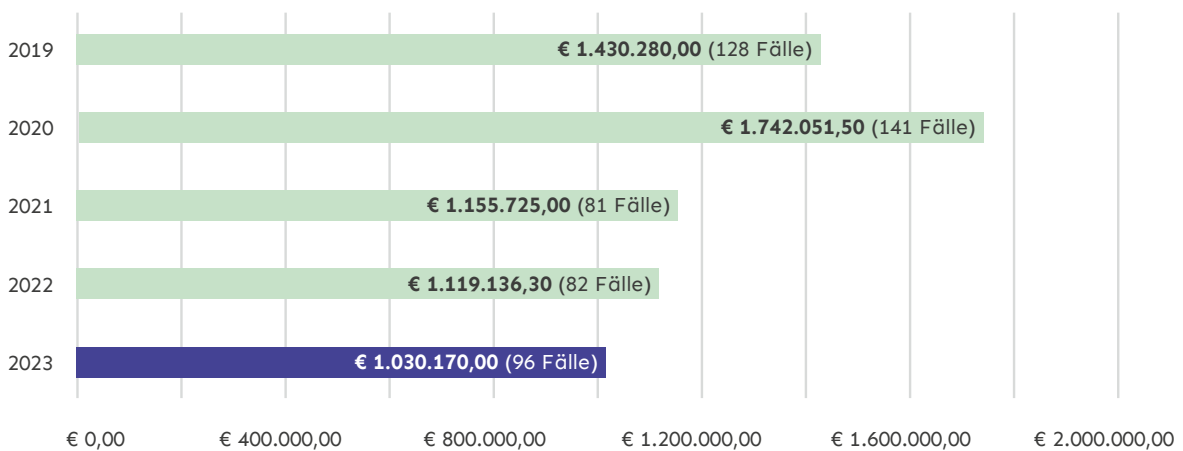 2019 € 1.430.280,00 (128 Fälle)
2020 € 1.742.051,50 (141 Fälle)
2021 € 1.155.725,00 (81 Fälle)
2022 € 1.119.136,30 (82 Fälle)
2023 € 1.030.170,00 (96 Fälle)
€ 0,00 € 400.000,00 € 800.000,00 € 1.200.000,00 € 1.600.000,00 € 2.000.000,00